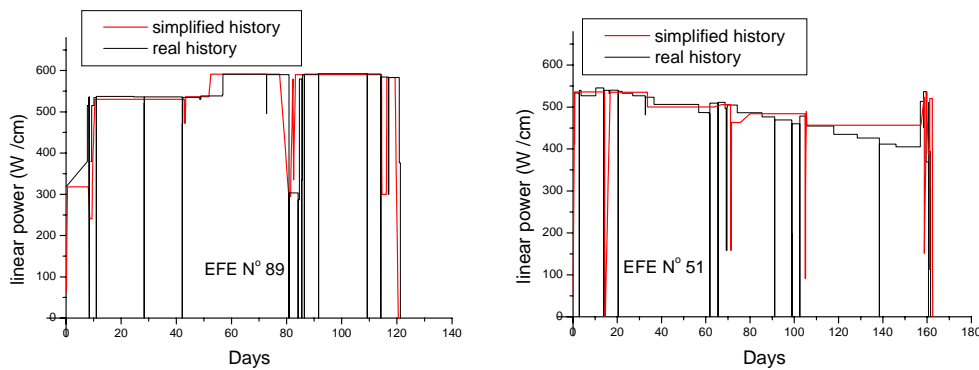 simplified history
real history
600
500
400
300
200
100
0
linear power (W /cm)
EFE N° 89
0 20 40 60 80 100 120 140
Days
simplified history
real history
600
500
400
300
200
100
0
linear power (W /cm)
EFE N° 51
0 20 40 60 80 100 120 140 160 180
Days